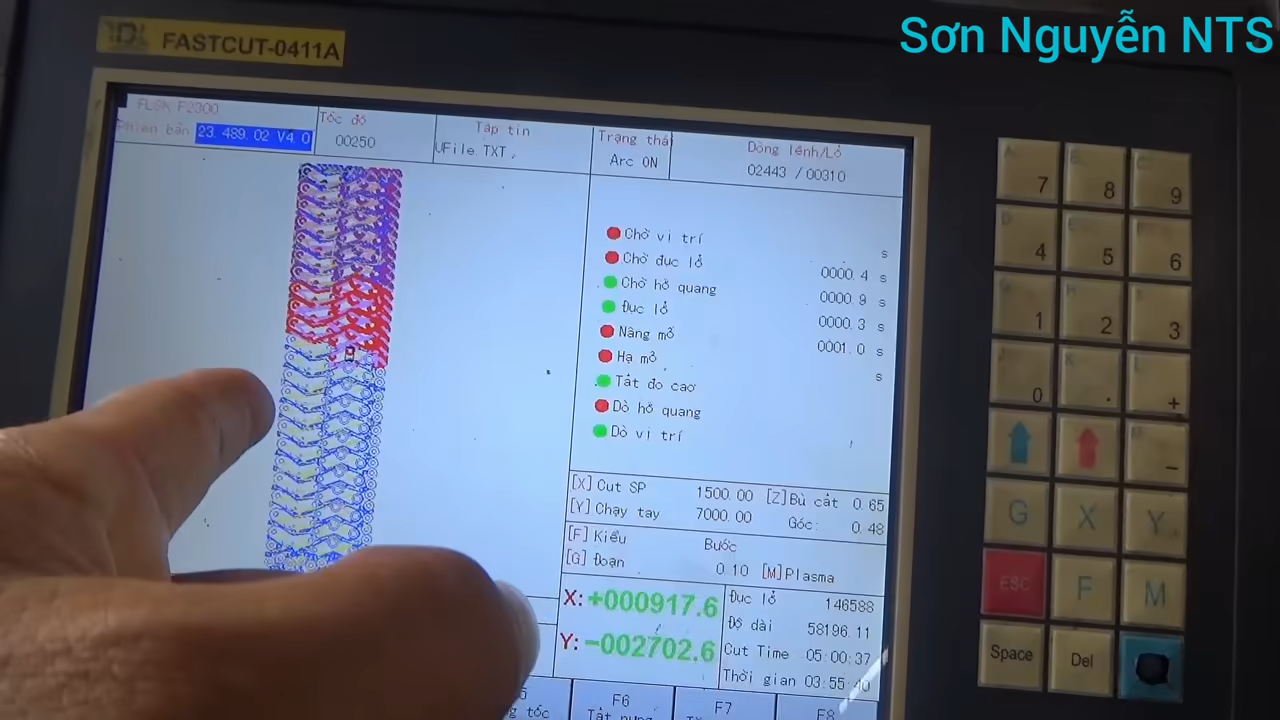 Sơn Nguyễn NTS
FASTCUT-0411A
FLSK F2300
Phiên bản 23.489.02 V4.0
Tốc độ
00250
Tập tin
UFile.TXT
Trạng thá
Arc ON
Dòng lệnh/Lỗ
02443 /00310
Chờ vị trí s
Chờ đục lỗ 0000.4 s
Chờ hồ quang 0000.9 s
Đục lỗ 0000.3 s
Nâng mỏ 0001.0 s
Hạ mỏ s
Tắt đo cao
Dò hồ quang
Dò vị trí
[X] Cut SP 1500.00 [Z]Bù cắt 0.65
[Y] Chạy tay 7000.00 Góc: 0.48
[F] Kiểu Bước
[G] Đoạn 0.10 [M]Plasma
X: +000917.6
Y: -002702.6
Đục lỗ 146588
Độ dài 58196.11
Cut Time 05:00:37
Thời gian 03:55:40
F6
F7
F8
7 8 9
4 5 6
1 2 3
0 . +
-
G X Y
ESC F M
Space Del